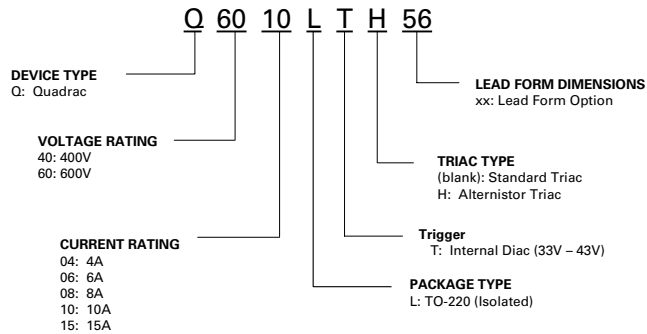 Q 60 10 L T H 56
DEVICE TYPE
Q: Quadrac
VOLTAGE RATING
40: 400V
60: 600V
CURRENT RATING
04: 4A
06: 6A
08: 8A
10: 10A
15: 15A
LEAD FORM DIMENSIONS
xx: Lead Form Option
TRIAC TYPE
(blank): Standard Triac
H: Alternistor Triac
Trigger
T: Internal Diac (33V – 43V)
PACKAGE TYPE
L: TO-220 (Isolated)